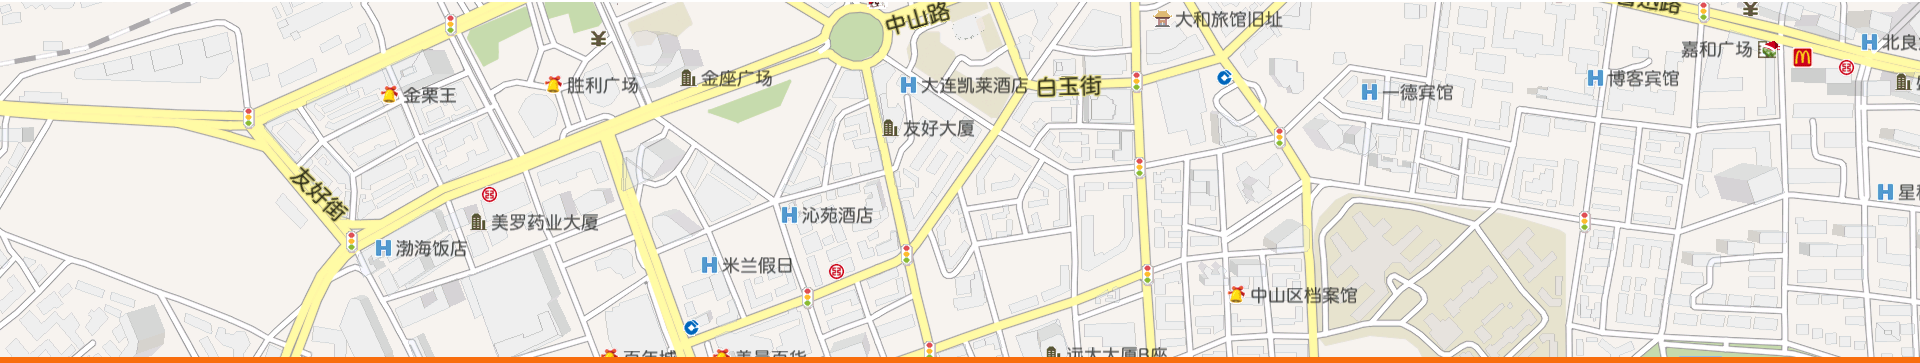 中山路
大和旅馆旧址
嘉和广场
胜利广场
金座广场
大连凯莱酒店
白玉街
博客宾馆
一德宾馆
金栗王
友好大厦
友好街
美罗药业大厦
沁苑酒店
渤海饭店
米兰假日
中山区档案馆